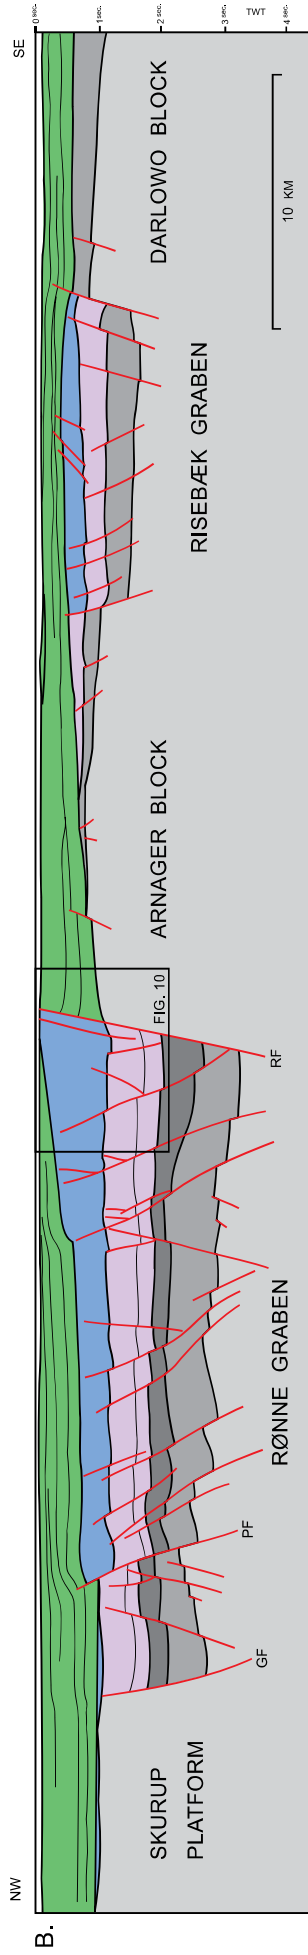 B.
NW
SE
0 sec.
1 sec.
2 sec.
3 sec.
TWT
4 sec.
SKURUP
PLATFORM
GF
PF
RØNNE GRABEN
RF
FIG. 10
ARNAGER BLOCK
RISEBÆK GRABEN
DARLOWO BLOCK
10 KM